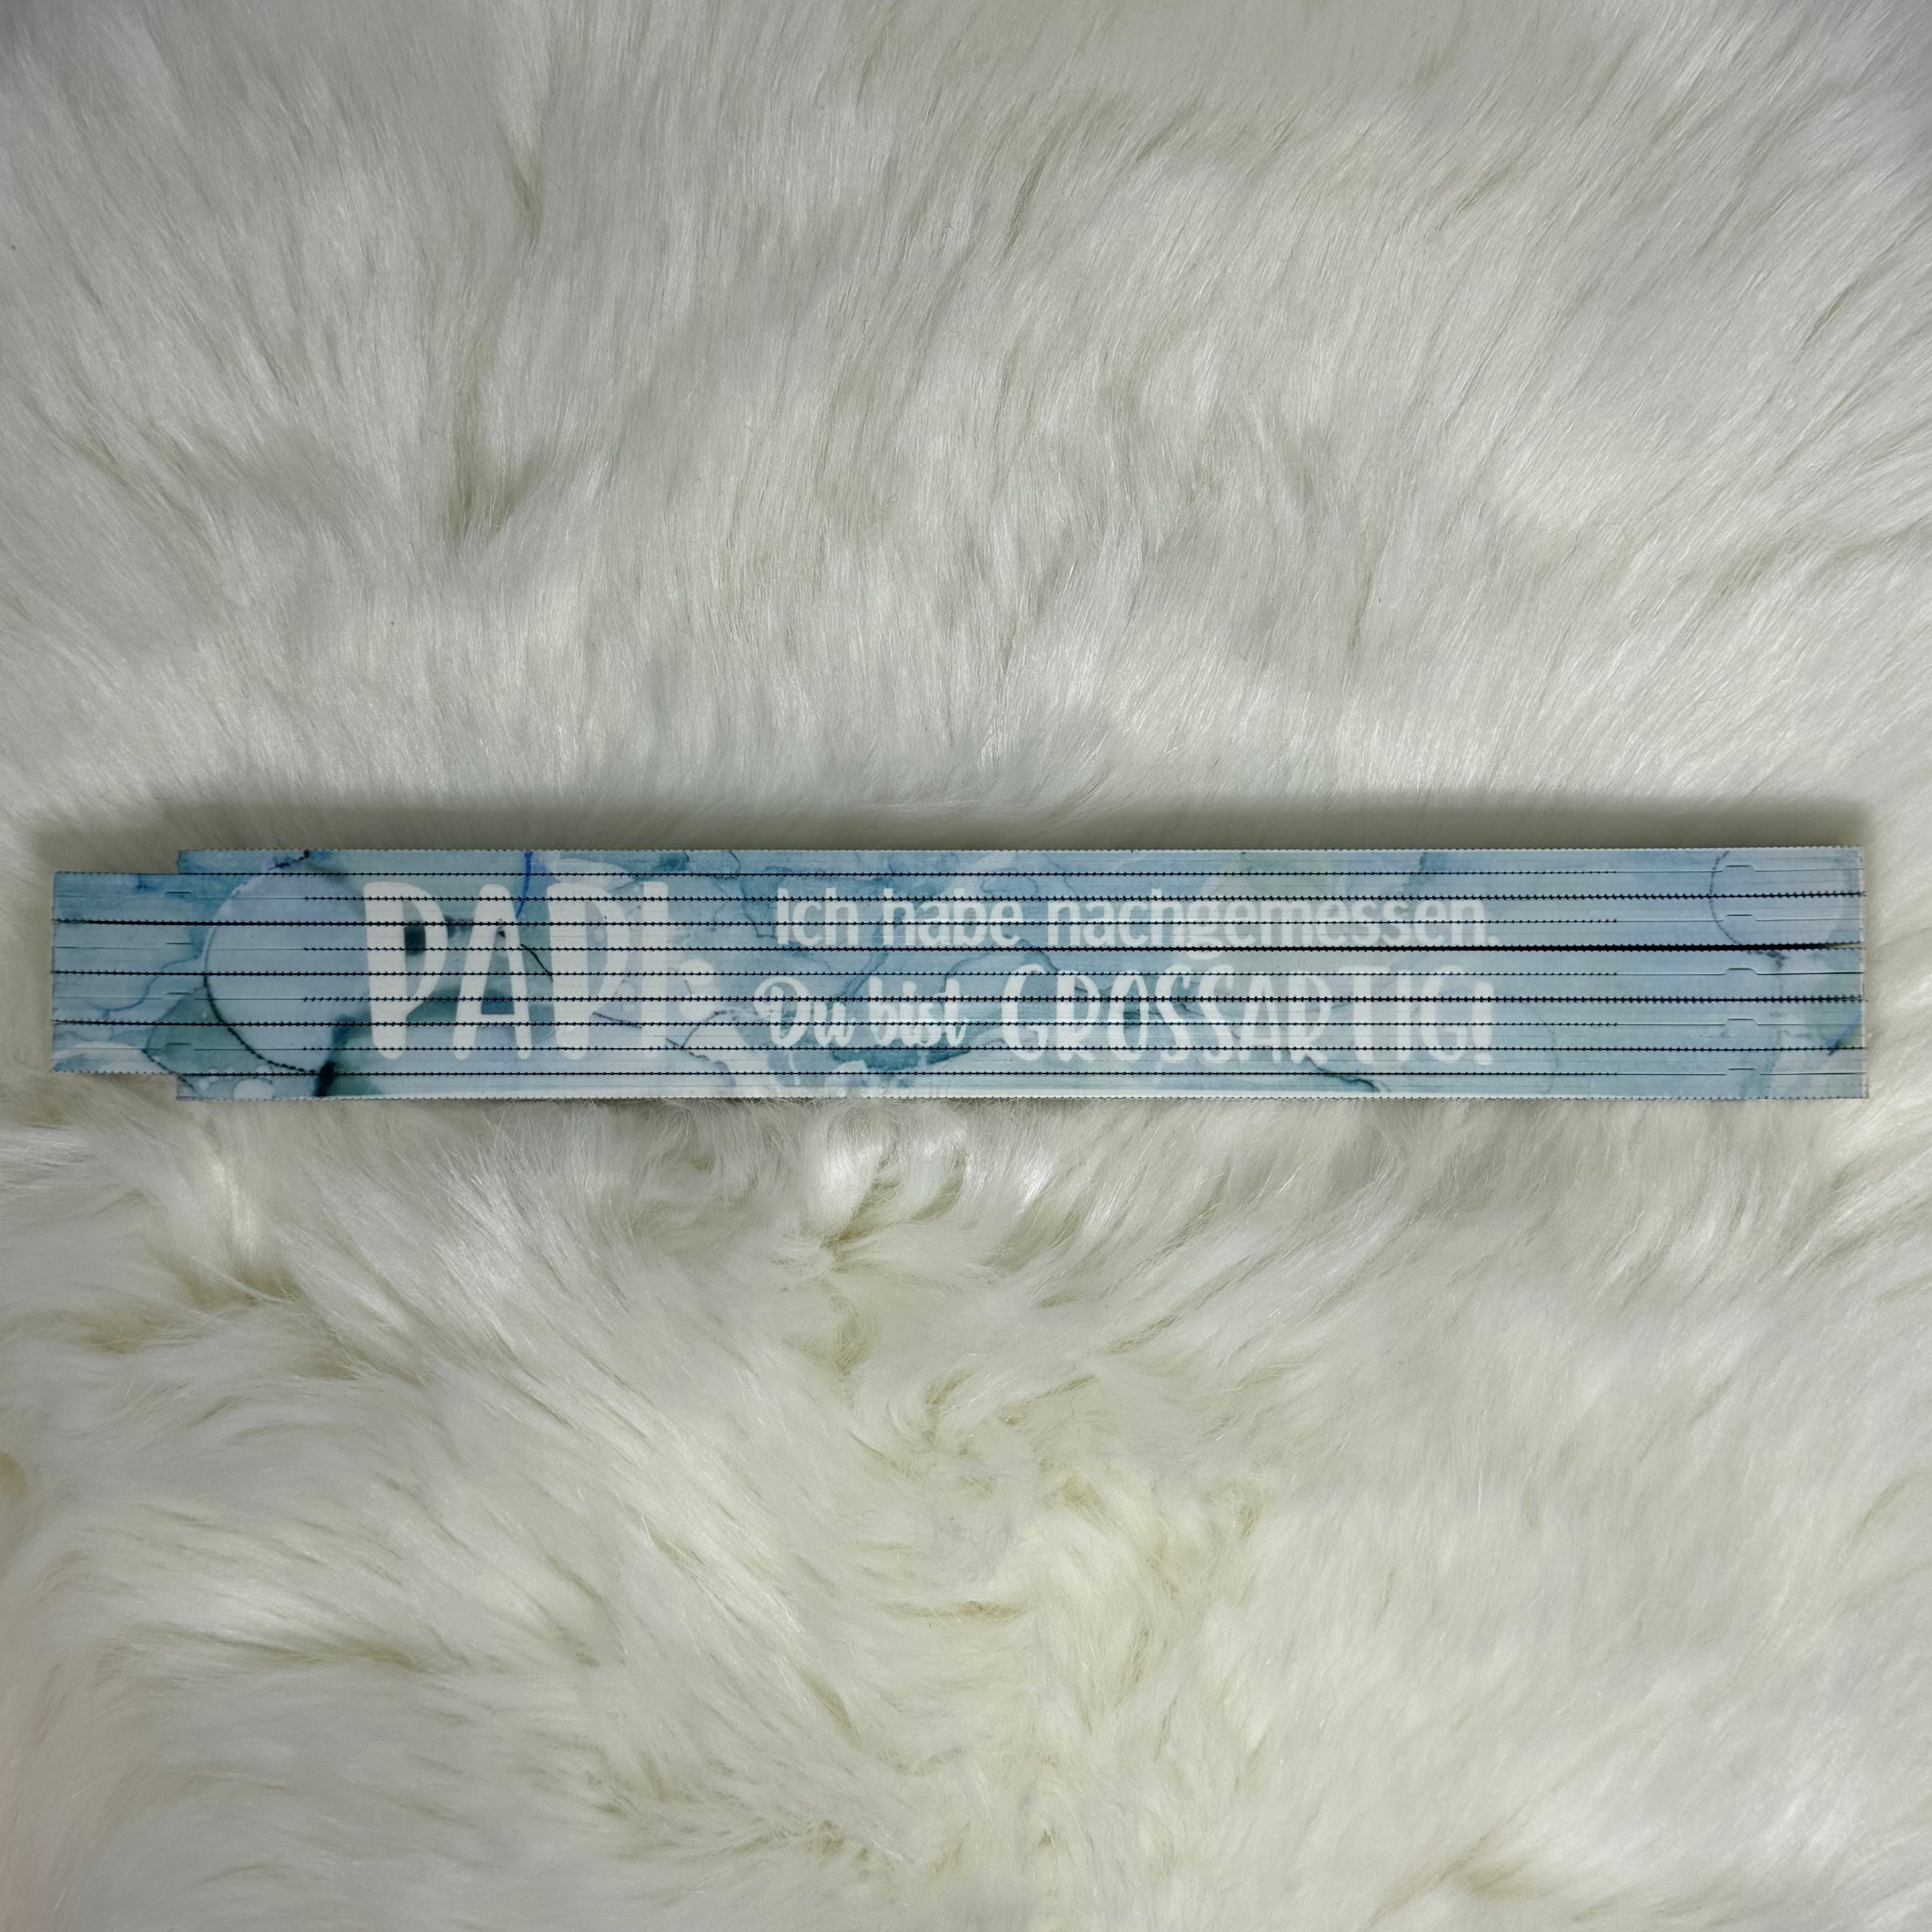 PAPI
Ich habe nachgemessen.
Du bist GROSSARTIG!